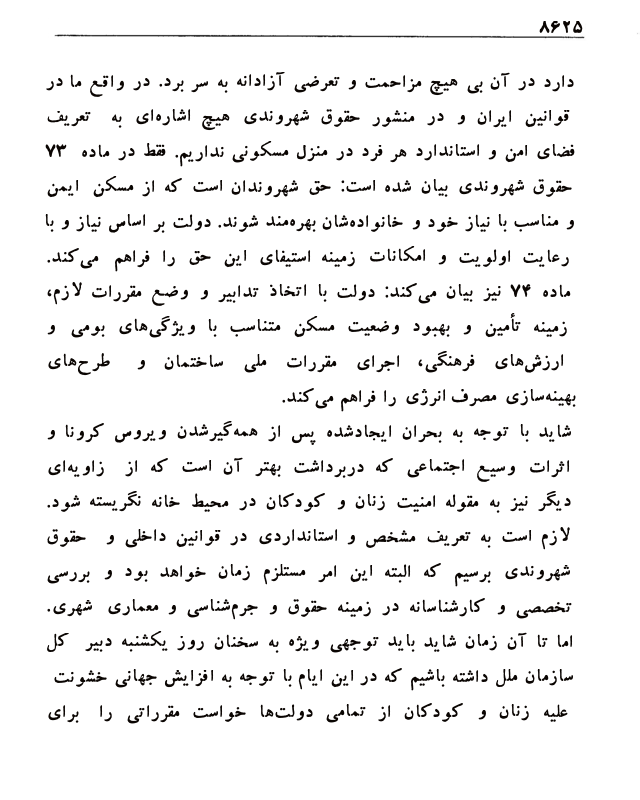 ۸۶۲۵
دارد در آن بی هیچ مزاحمت و تعرضی آزادانه به سر برد. در واقع ما در
قوانین ایران و در منشور حقوق شهروندی هیچ اشاره‌ای به تعریف
فضای امن و استاندارد هر فرد در منزل مسکونی نداریم. فقط در ماده ۷۳
حقوق شهروندی بیان شده است: حق شهروندان است که از مسکن ایمن
و مناسب با نیاز خود و خانواده‌شان بهره‌مند شوند. دولت بر اساس نیاز و با
رعایت اولویت و امکانات زمینه استیفای این حق را فراهم می‌کند.
ماده ۷۴ نیز بیان می‌کند: دولت با اتخاذ تدابیر و وضع مقررات لازم،
زمینه تأمین و بهبود وضعیت مسکن متناسب با ویژگی‌های بومی و
ارزش‌های فرهنگی، اجرای مقررات ملی ساختمان و طرح‌های
بهینه‌سازی مصرف انرژی را فراهم می‌کند.
شاید با توجه به بحران ایجادشده پس از همه‌گیرشدن ویروس کرونا و
اثرات وسیع اجتماعی که دربرداشت بهتر آن است که از زاویه‌ای
دیگر نیز به مقوله امنیت زنان و کودکان در محیط خانه نگریسته شود.
لازم است به تعریف مشخص و استانداردی در قوانین داخلی و حقوق
شهروندی برسیم که البته این امر مستلزم زمان خواهد بود و بررسی
تخصصی و کارشناسانه در زمینه حقوق و جرم‌شناسی و معماری شهری.
اما تا آن زمان شاید باید توجهی ویژه به سخنان روز یکشنبه دبیر کل
سازمان ملل داشته باشیم که در این ایام با توجه به افزایش جهانی خشونت
علیه زنان و کودکان از تمامی دولت‌ها خواست مقرراتی را برای